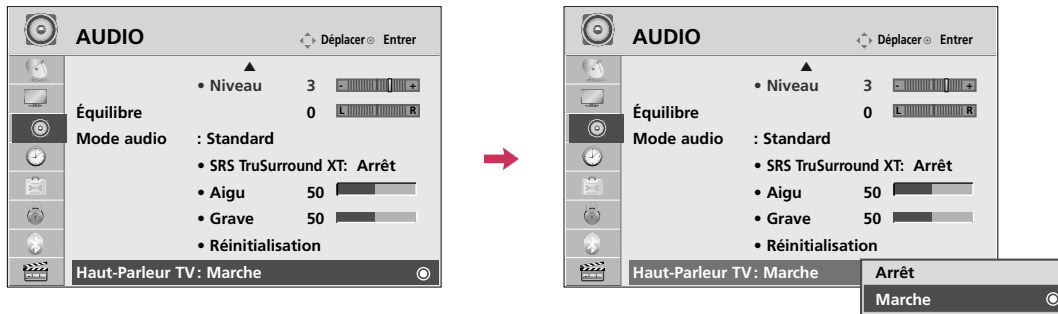 AUDIO Déplacer Entrer
• Niveau 3 - +
Équilibre 0 L R
Mode audio : Standard
• SRS TruSurround XT: Arrêt
• Aigu 50
• Grave 50
• Réinitialisation
Haut-Parleur TV: Marche
AUDIO Déplacer Entrer
• Niveau 3 - +
Équilibre 0 L R
Mode audio : Standard
• SRS TruSurround XT: Arrêt
• Aigu 50
• Grave 50
• Réinitialisation
Haut-Parleur TV: Marche
Arrêt
Marche